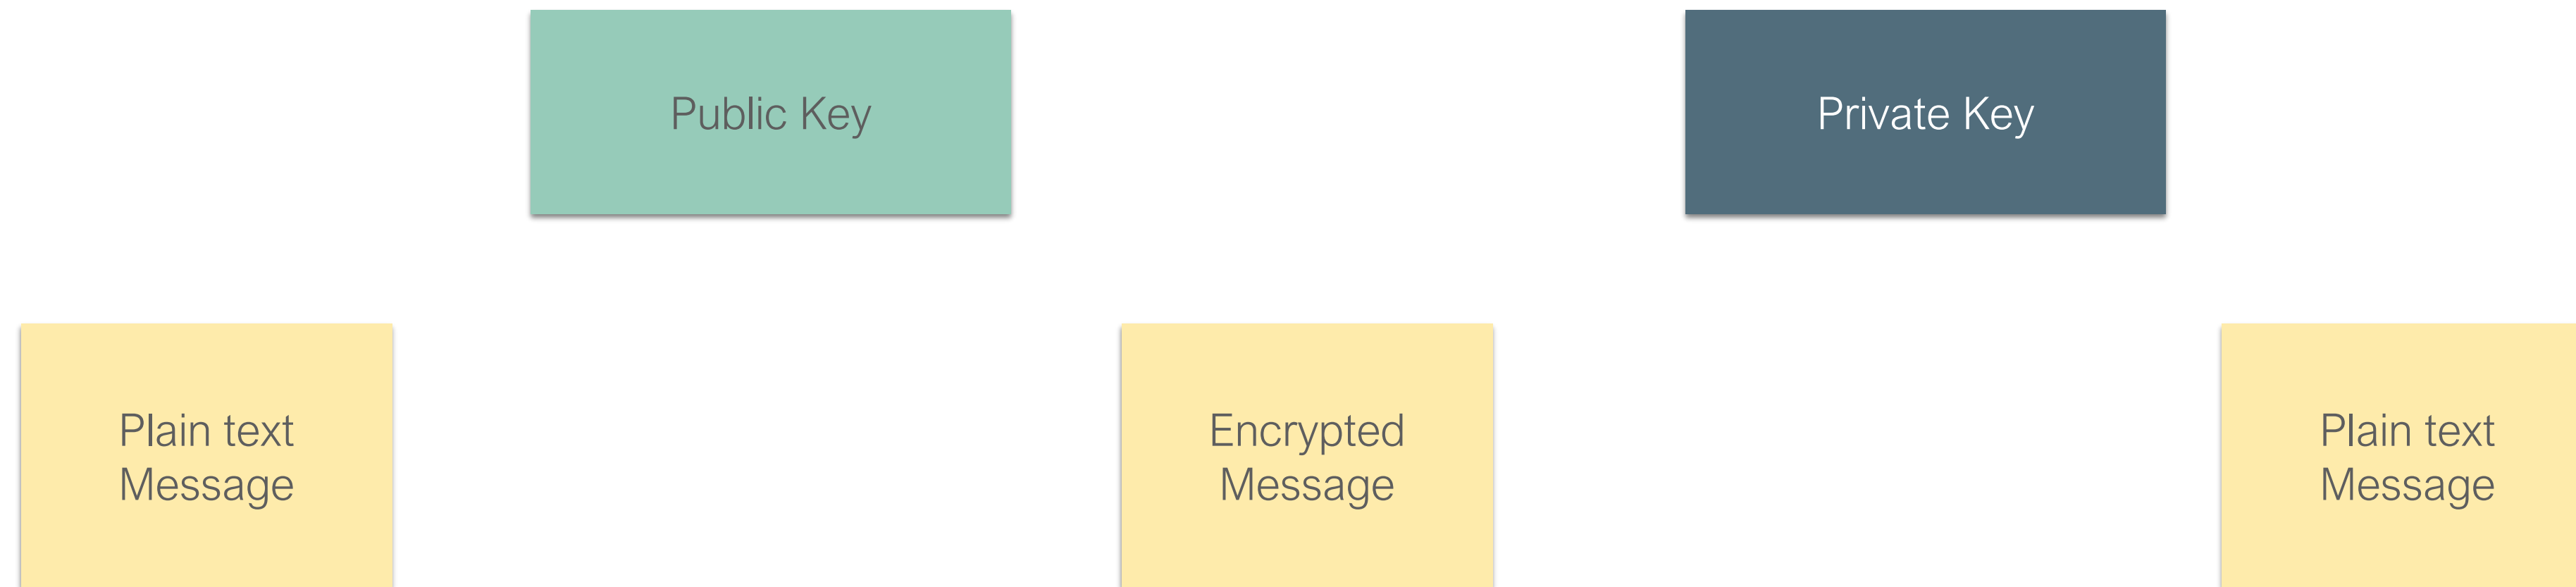 Public Key
Private Key
Plain text
Message
Encrypted
Message
Plain text
Message